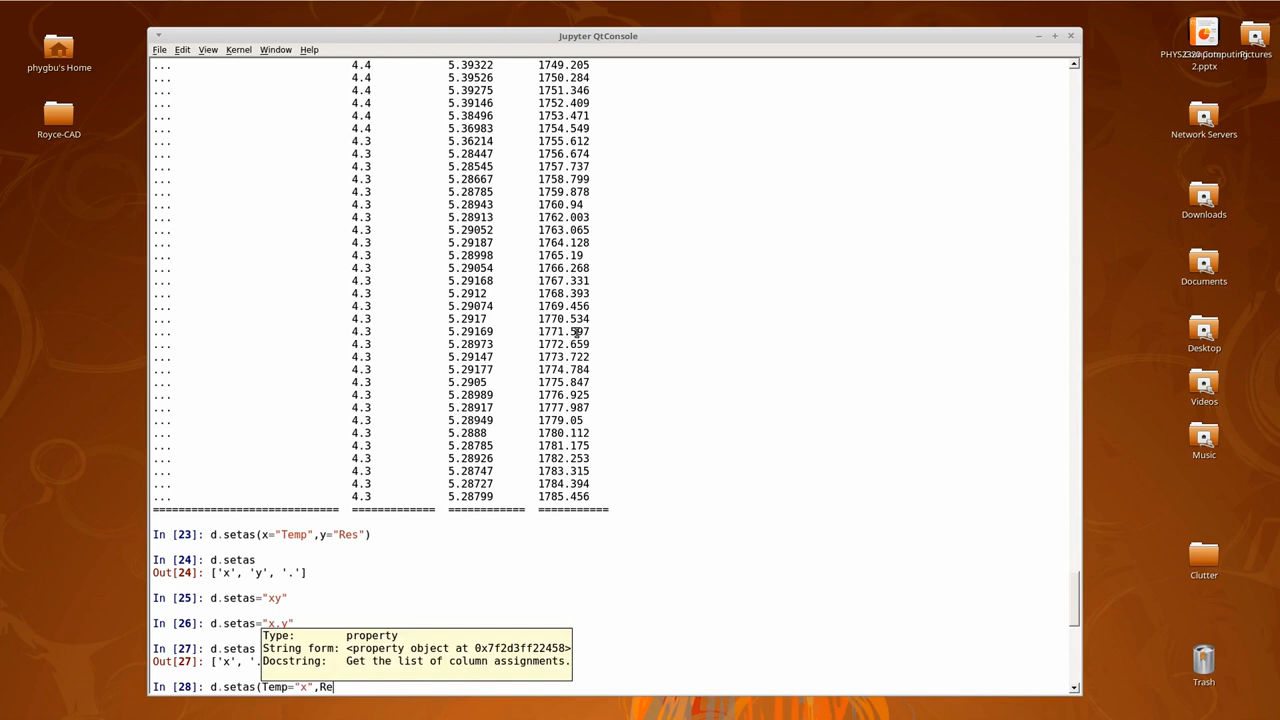 Jupyter QtConsole
File Edit View Kernel Window Help
... 4.4 5.39322 1749.205
... 4.4 5.39526 1750.284
... 4.4 5.39275 1751.346
... 4.4 5.39146 1752.409
... 4.4 5.38496 1753.471
... 4.4 5.36983 1754.549
... 4.3 5.36214 1755.612
... 4.3 5.28447 1756.674
... 4.3 5.28545 1757.737
... 4.3 5.28667 1758.799
... 4.3 5.28785 1759.878
... 4.3 5.28943 1760.94
... 4.3 5.28913 1762.003
... 4.3 5.29052 1763.065
... 4.3 5.29187 1764.128
... 4.3 5.28998 1765.19
... 4.3 5.29054 1766.268
... 4.3 5.29168 1767.331
... 4.3 5.2912 1768.393
... 4.3 5.29074 1769.456
... 4.3 5.2917 1770.534
... 4.3 5.29169 1771.597
... 4.3 5.28973 1772.659
... 4.3 5.29147 1773.722
... 4.3 5.29177 1774.784
... 4.3 5.2905 1775.847
... 4.3 5.28989 1776.925
... 4.3 5.28917 1777.987
... 4.3 5.28949 1779.05
... 4.3 5.2888 1780.112
... 4.3 5.28785 1781.175
... 4.3 5.28926 1782.253
... 4.3 5.28747 1783.315
... 4.3 5.28727 1784.394
... 4.3 5.28799 1785.456
============================= ============= ============ ===========
In [23]: d.setas(x="Temp",y="Res")
In [24]: d.setas
Out[24]: ['x', 'y', '.']
In [25]: d.setas="xy"
In [26]: d.setas="x.y"
In [27]: d.setas
Out[27]: ['x', '.
Type: property
String form: <property object at 0x7f2d3ff22458>
Docstring: Get the list of column assignments.
In [28]: d.setas(Temp="x",Re
phygbu's Home
Royce-CAD
2.pptx
Pictures
Network Servers
Downloads
Documents
Desktop
Videos
Music
Clutter
Trash